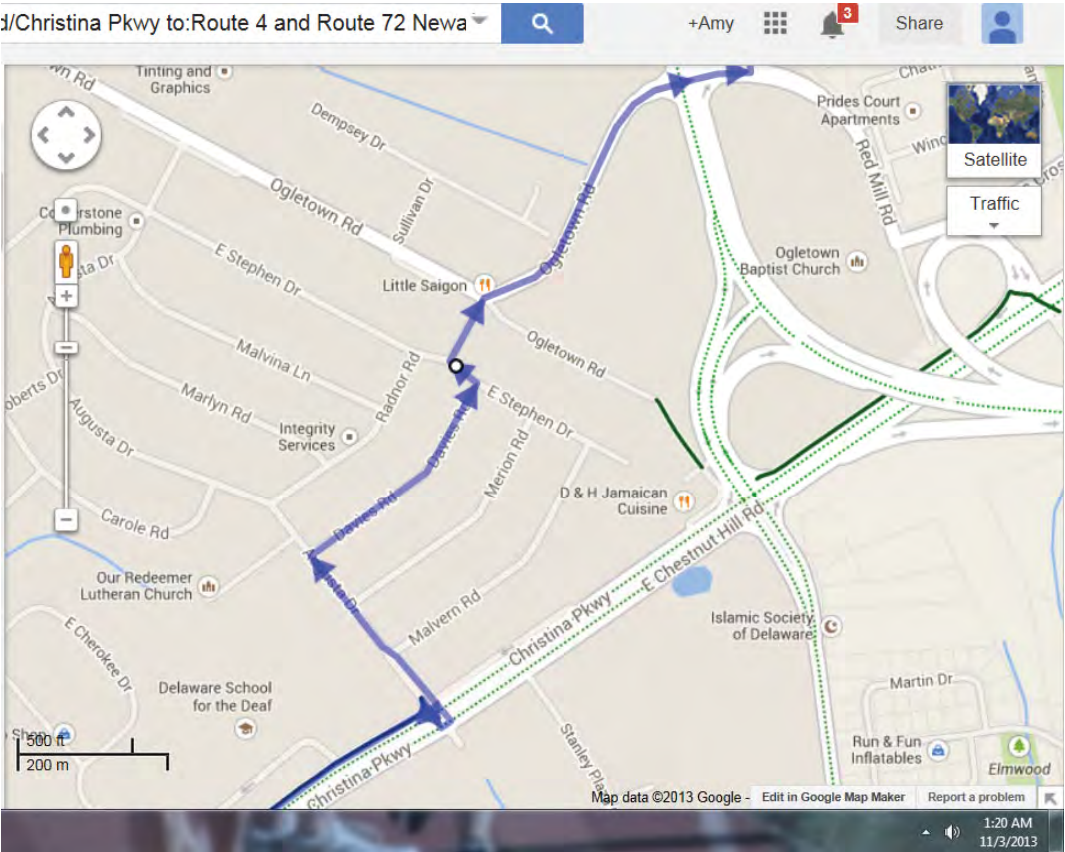 d/Christina Pkwy to:Route 4 and Route 72 Newa
+Amy
3
Share
Tinting and
Graphics
Dempsey Dr
Prides Court
Apartments
Satellite
Traffic
Red Mill Rd
Ogletown Rd
Sullivan Dr
Ogletown Rd
Cornerstone
Plumbing
E Stephen Dr
Little Saigon
Ogletown
Baptist Church
Ogletown Rd
Malvina Ln
Radnor Rd
Marlyn Rd
Augusta Dr
E Stephen Dr
Integrity
Services
Davies Rd
Merion Rd
D & H Jamaican
Cuisine
Carole Rd
Davies Rd
E Chestnut Hill Rd
Our Redeemer
Lutheran Church
Augusta Dr
Malvern Rd
Christina Pkwy
Islamic Society
of Delaware
E Cherokee Dr
Delaware School
for the Deaf
Martin Dr
Shop
500 ft
200 m
Christina Pkwy
Stanley Pla
Run & Fun
Inflatables
Elmwood
Map data ©2013 Google - Edit in Google Map Maker Report a problem
1:20 AM
11/3/2013